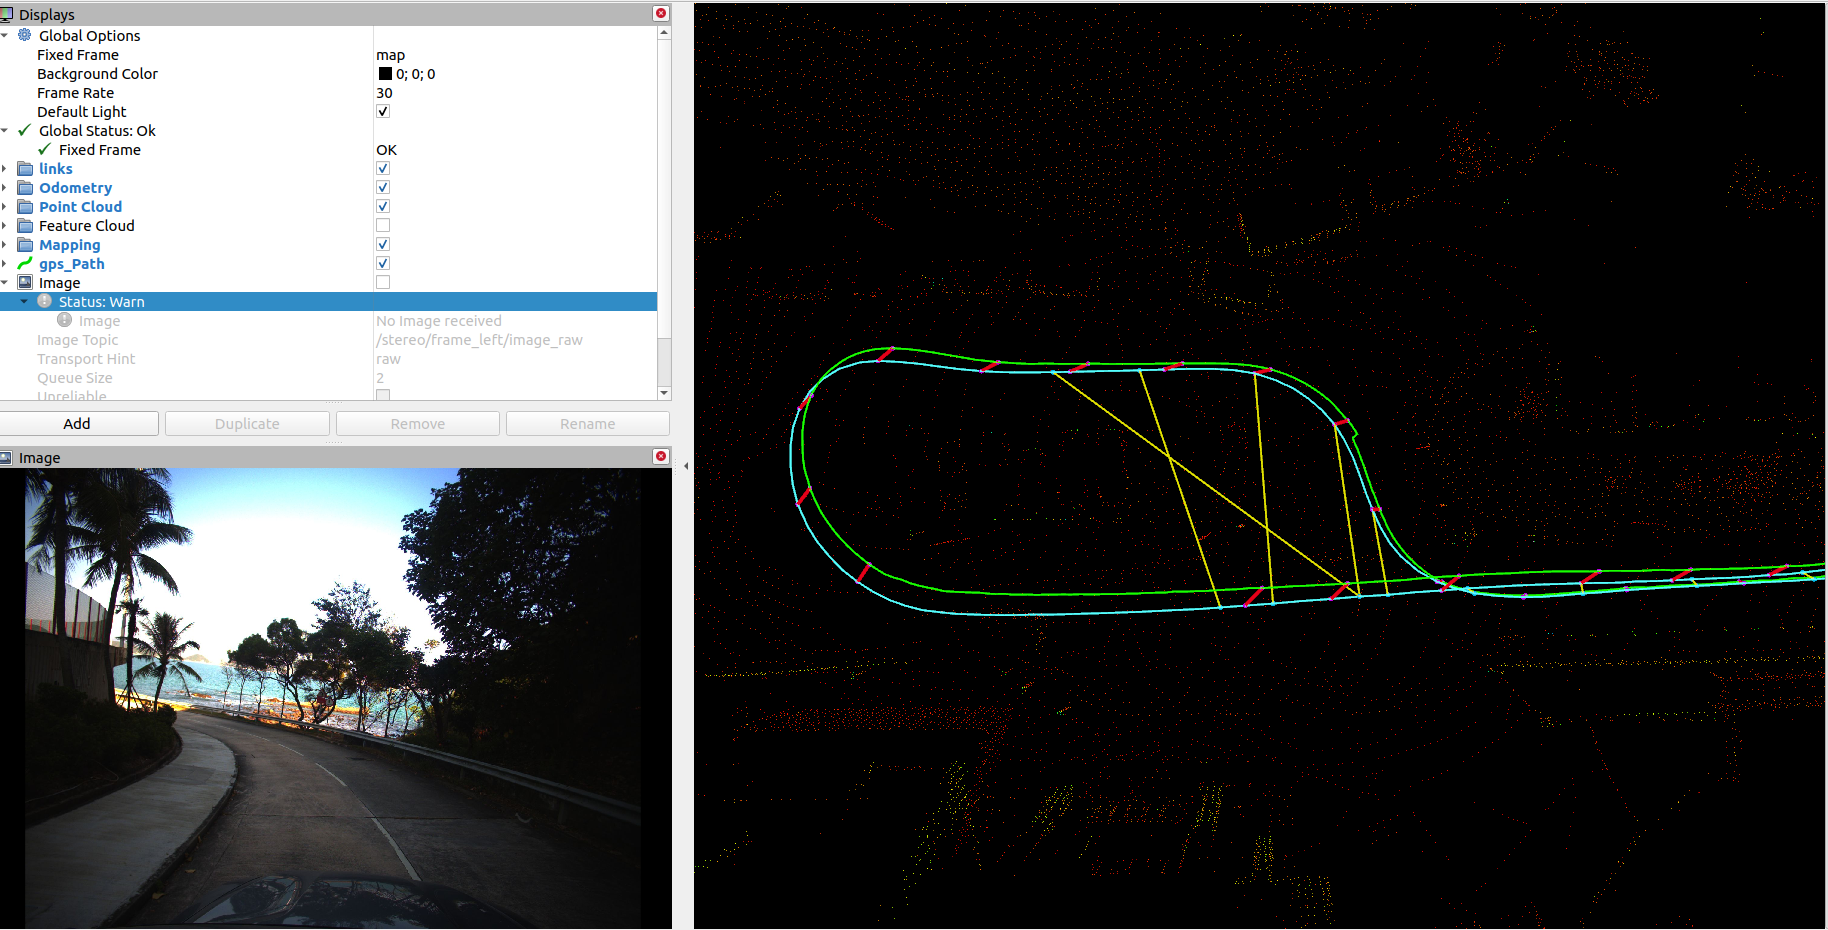 Displays
Global Options
Fixed Frame map
Background Color 0; 0; 0
Frame Rate 30
Default Light
Global Status: Ok
Fixed Frame OK
links
Odometry
Point Cloud
Feature Cloud
Mapping
gps_Path
Image
Status: Warn
Image No Image received
Image Topic /stereo/frame_left/image_raw
Transport Hint raw
Queue Size 2
Unreliable
Add Duplicate Remove Rename
Image